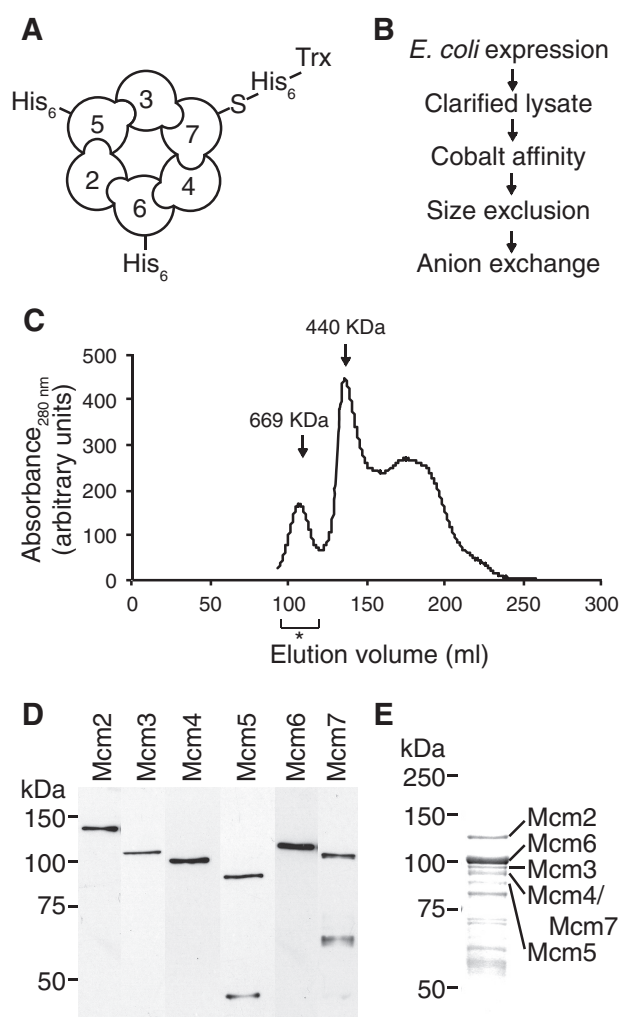 A
3
7
4
6
2
5
His6
His6
S
His6
Trx
B
E. coli expression
Clarified lysate
Cobalt affinity
Size exclusion
Anion exchange
C
440 KDa
669 KDa
Absorbance280 nm
(arbitrary units)
500
400
300
200
100
0
0 50 100 150 200 250 300
*
Elution volume (ml)
D
Mcm2 Mcm3 Mcm4 Mcm5 Mcm6 Mcm7
kDa
150
100
75
50
E
kDa
250
150
100
75
50
Mcm2
Mcm6
Mcm3
Mcm4/
Mcm7
Mcm5